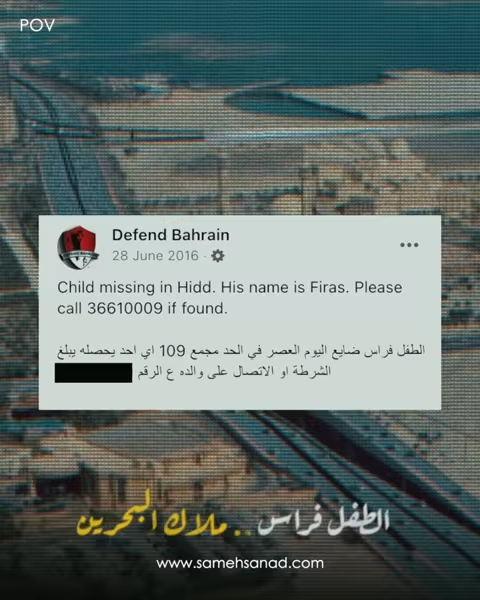 POV
Defend Bahrain
28 June 2016 ·
Child missing in Hidd. His name is Firas. Please
call 36610009 if found.
الطفل فراس ضايع اليوم العصر في الحد مجمع 109 اي احد يحصله يبلغ
الشرطة او الاتصال على والده ع الرقم
الطفل فراس .. ملاك البحرين
www.samehsanad.com